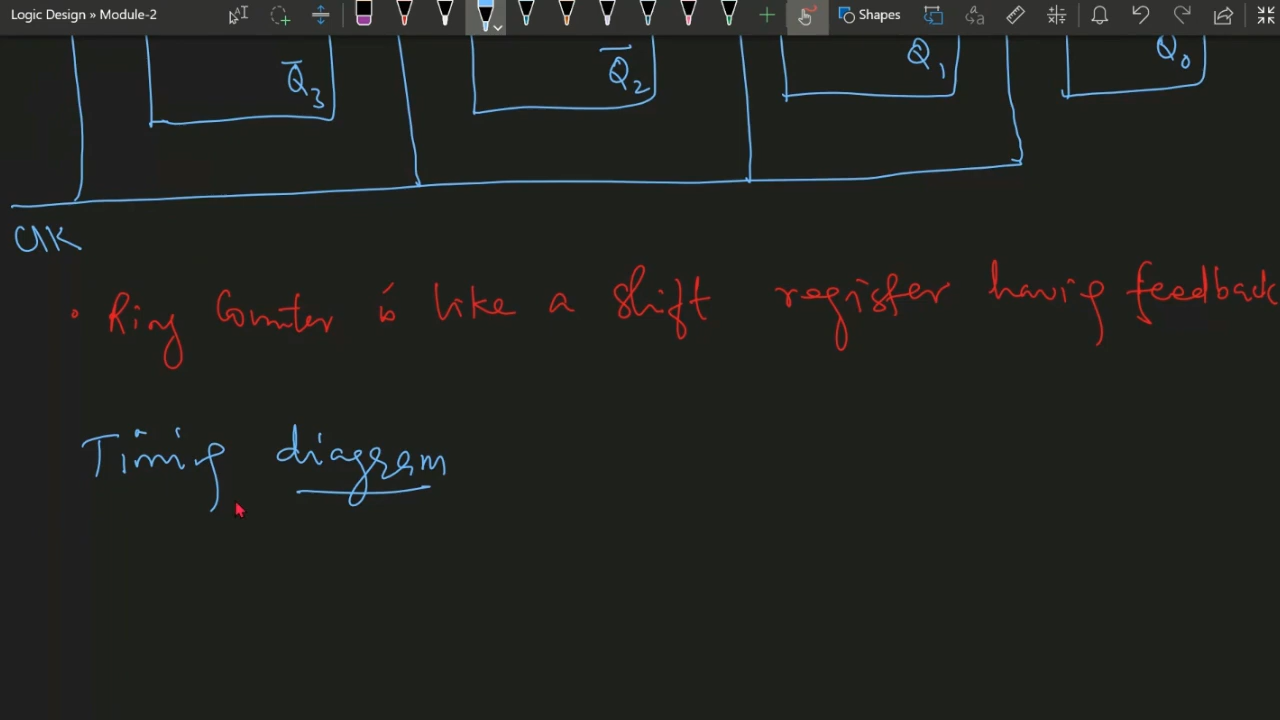 Logic Design » Module-2
Shapes
Q̅3 Q̅2 Q1 Q0
ClK
• Ring Counter is like a shift register having feedback
Timing diagram